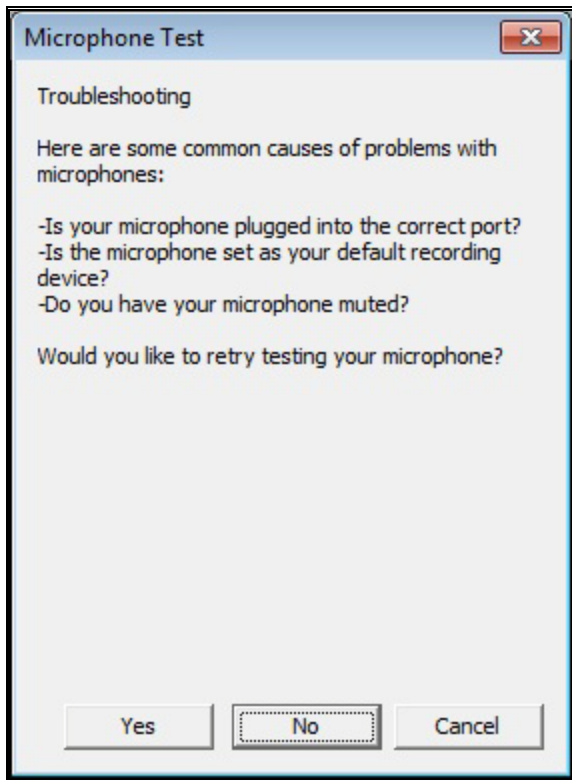 Microphone Test
Troubleshooting
Here are some common causes of problems with
microphones:
-Is your microphone plugged into the correct port?
-Is the microphone set as your default recording
device?
-Do you have your microphone muted?
Would you like to retry testing your microphone?
Yes No Cancel